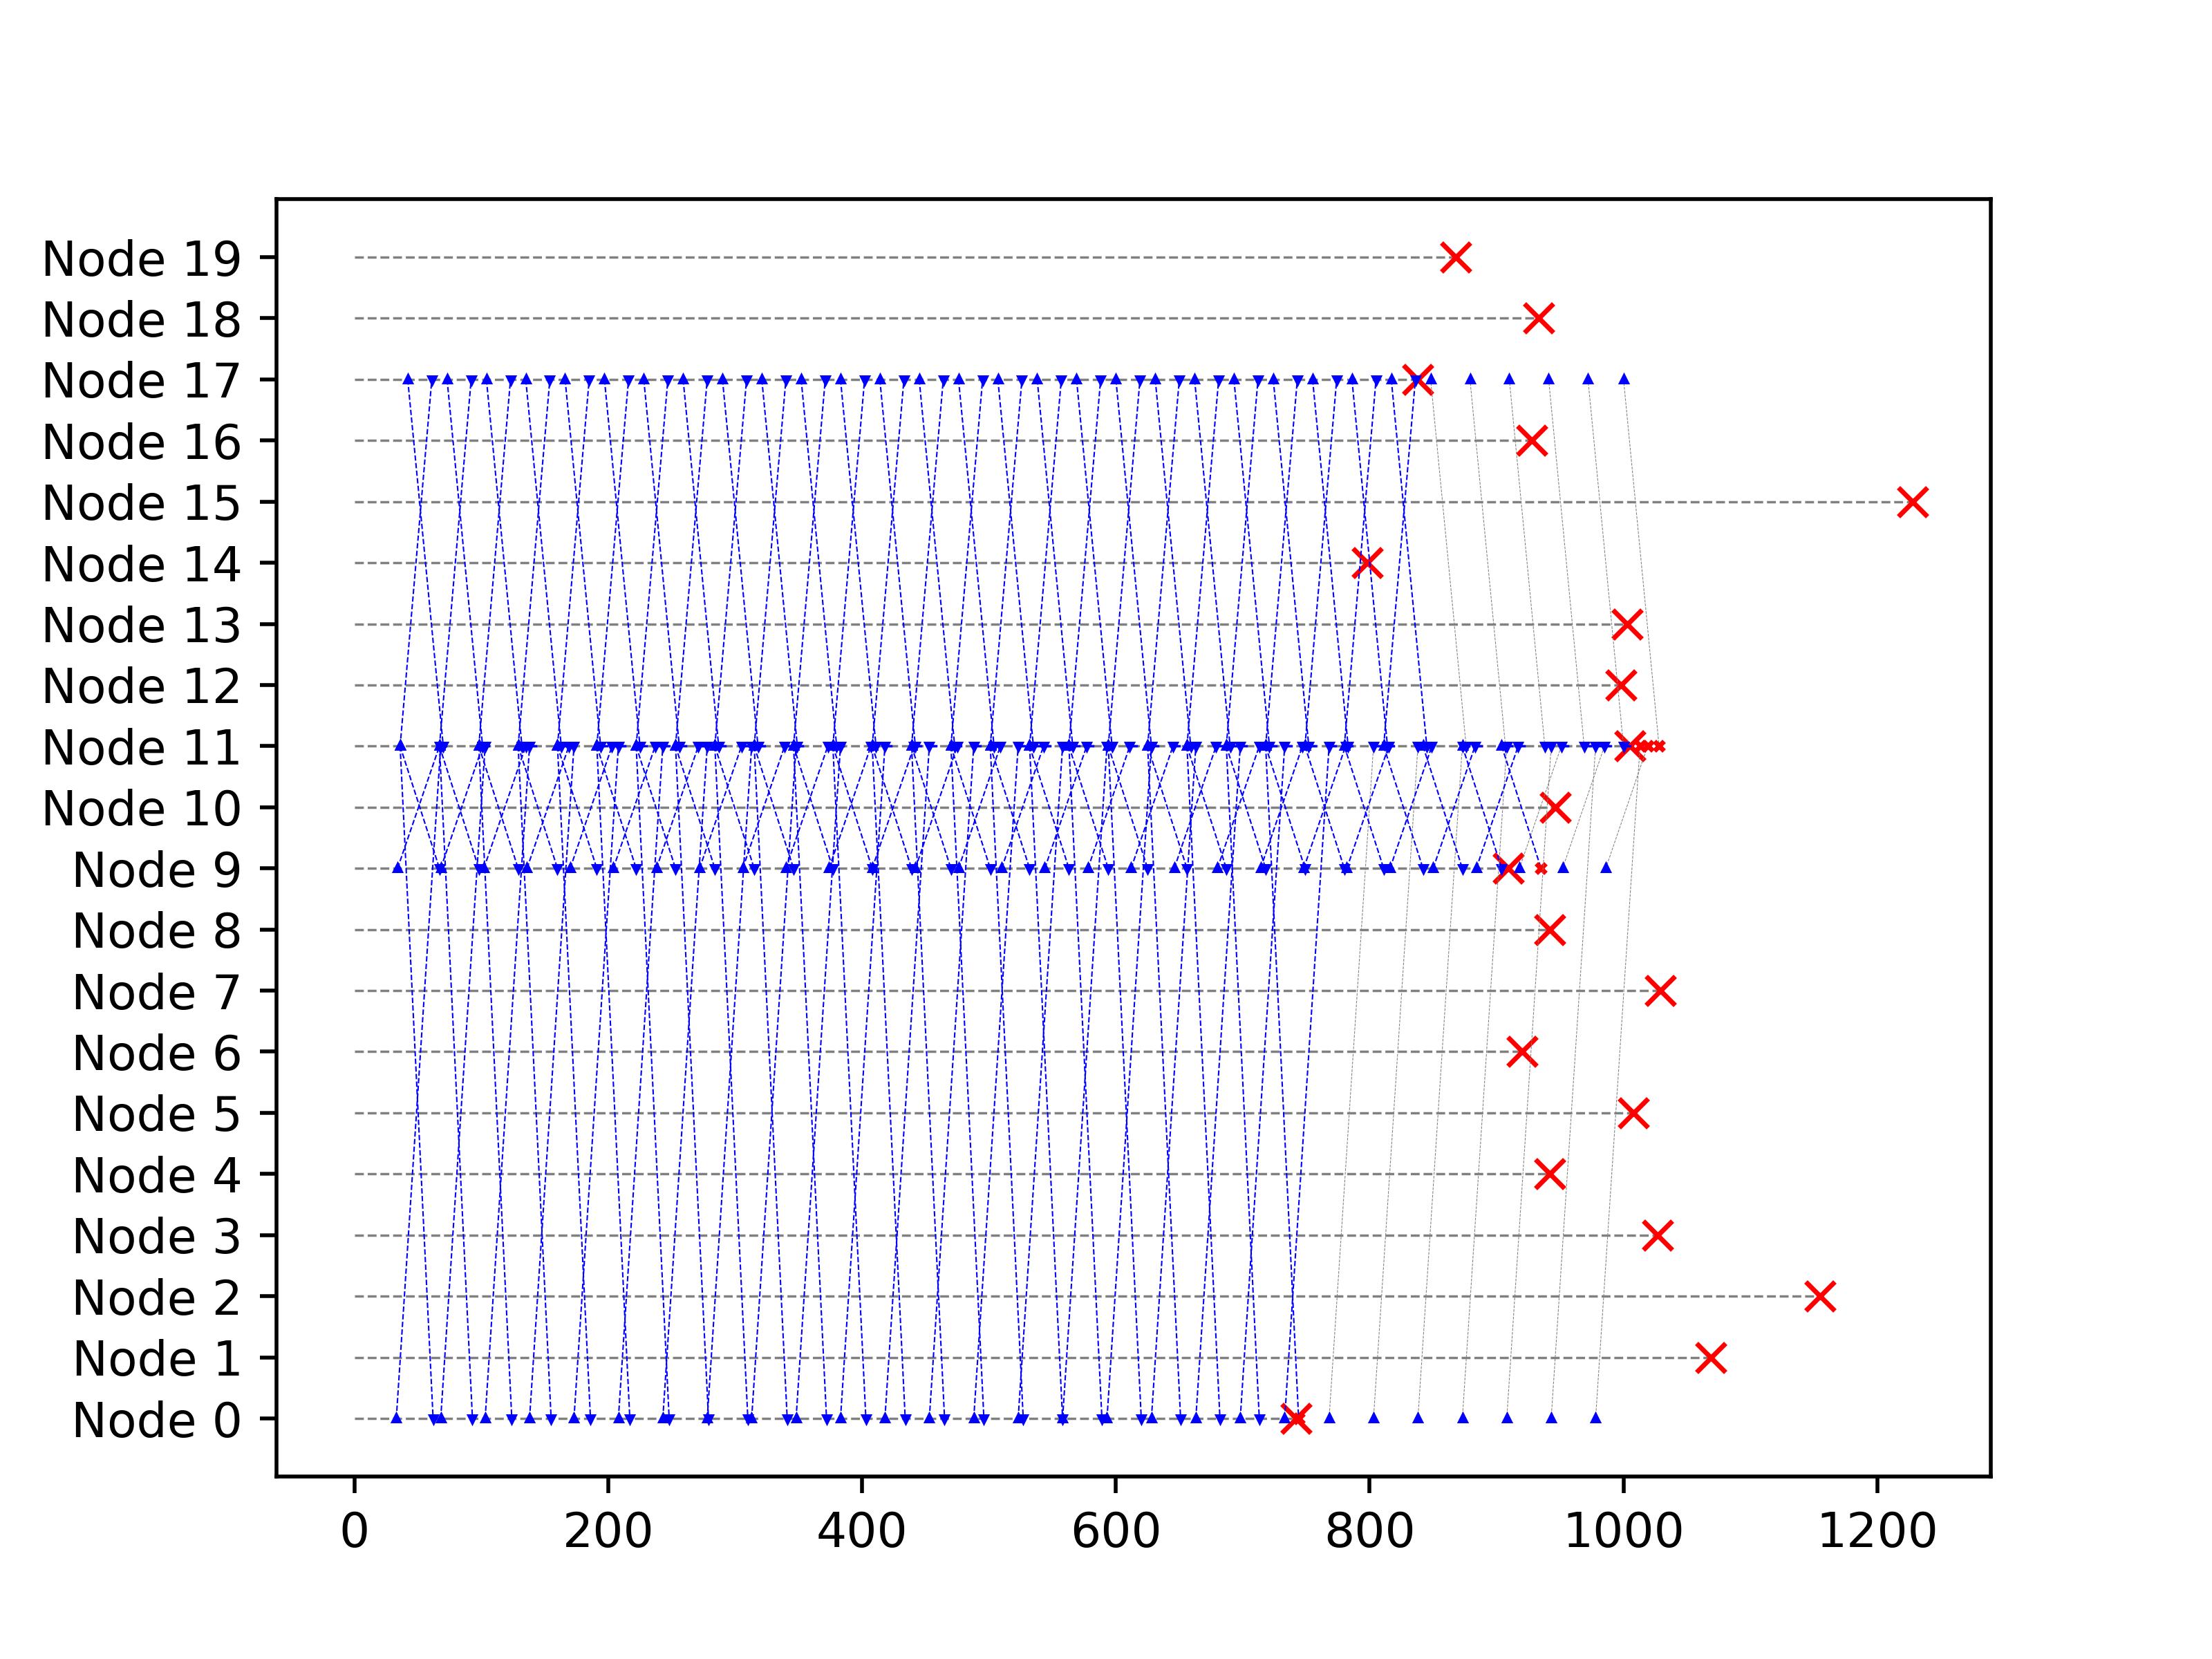 Node 19
Node 18
Node 17
Node 16
Node 15
Node 14
Node 13
Node 12
Node 11
Node 10
Node 9
Node 8
Node 7
Node 6
Node 5
Node 4
Node 3
Node 2
Node 1
Node 0
0 200 400 600 800 1000 1200